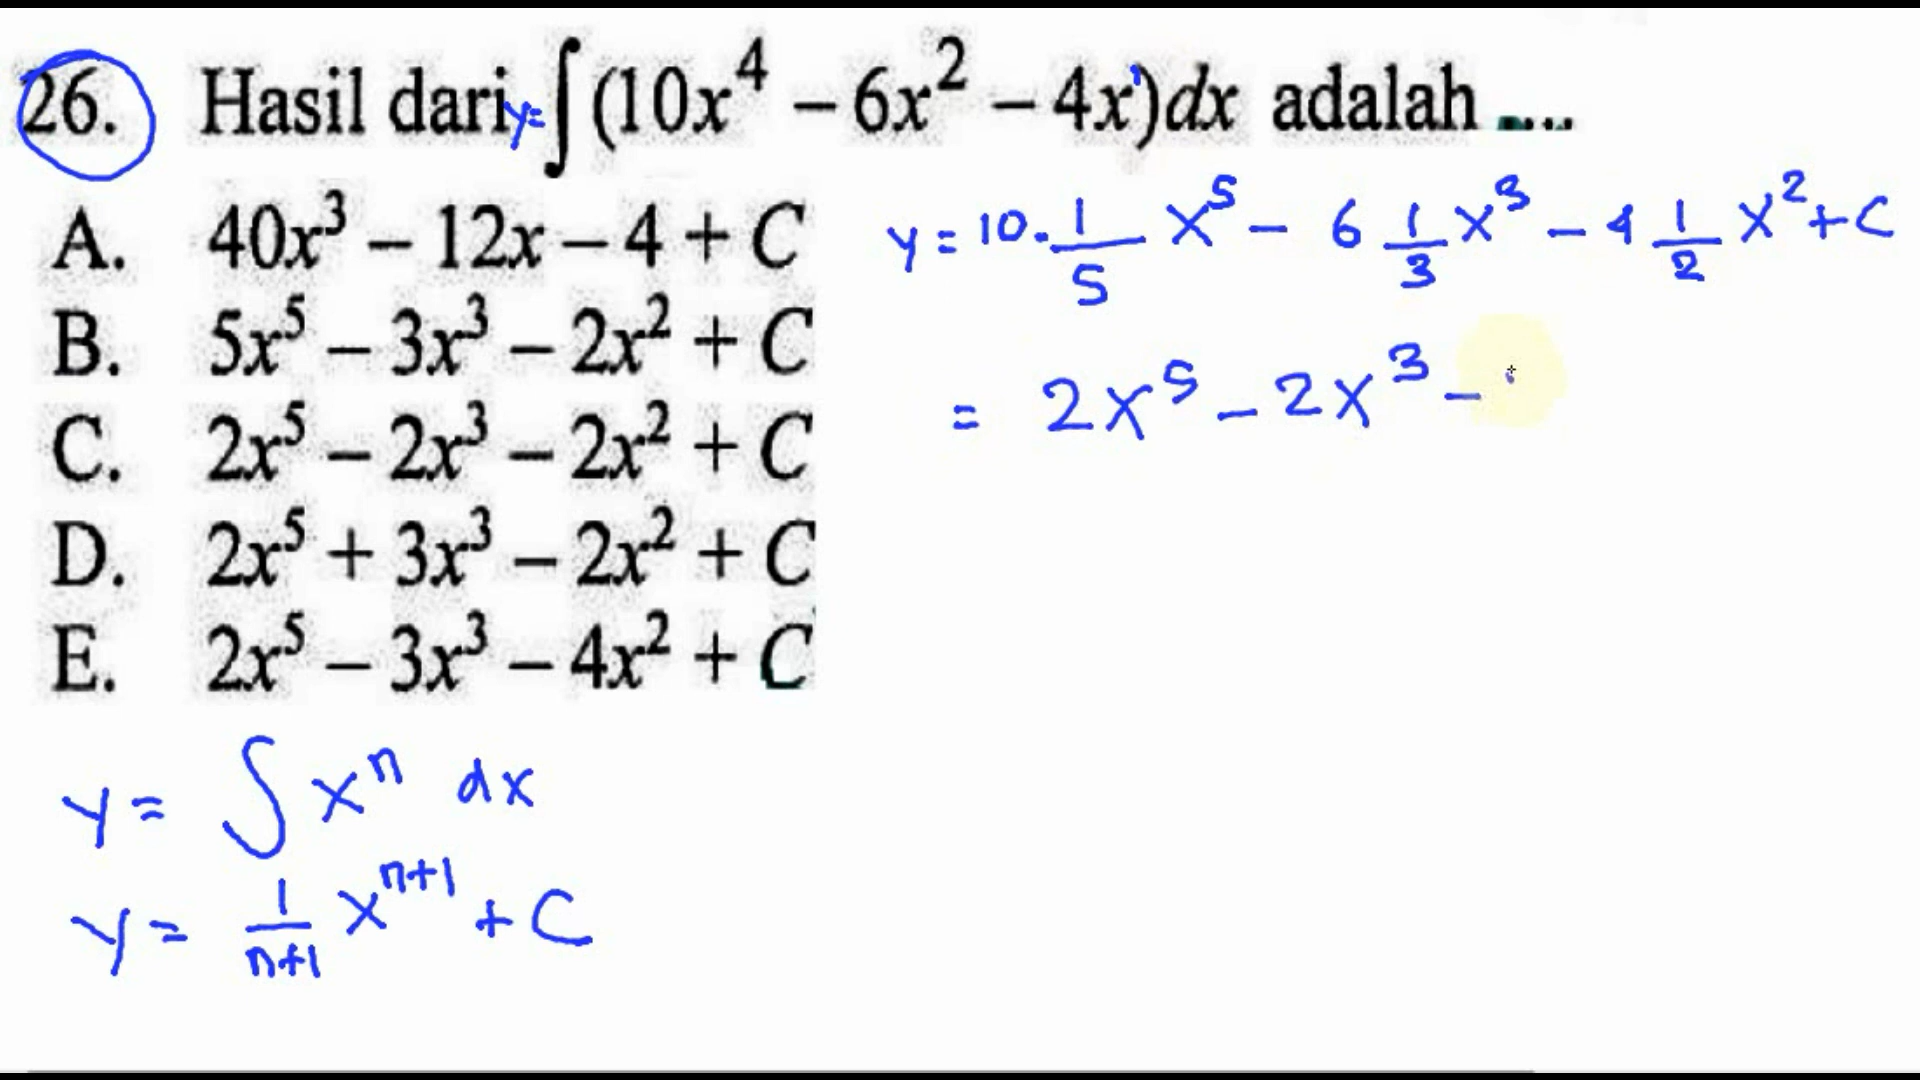 26. Hasil dari y= ∫(10x⁴ – 6x² – 4x¹)dx adalah ....
A. 40x³ – 12x – 4 + C
B. 5x⁵ – 3x³ – 2x² + C
C. 2x⁵ – 2x³ – 2x² + C
D. 2x⁵ + 3x³ – 2x² + C
E. 2x⁵ – 3x³ – 4x² + C
y = 10. 1/5 x⁵ – 6 1/3 x³ – 4 1/2 x² + C
= 2x⁵ – 2x³ –
y = ∫ xⁿ dx
y = 1/n+1 xⁿ⁺¹ + C